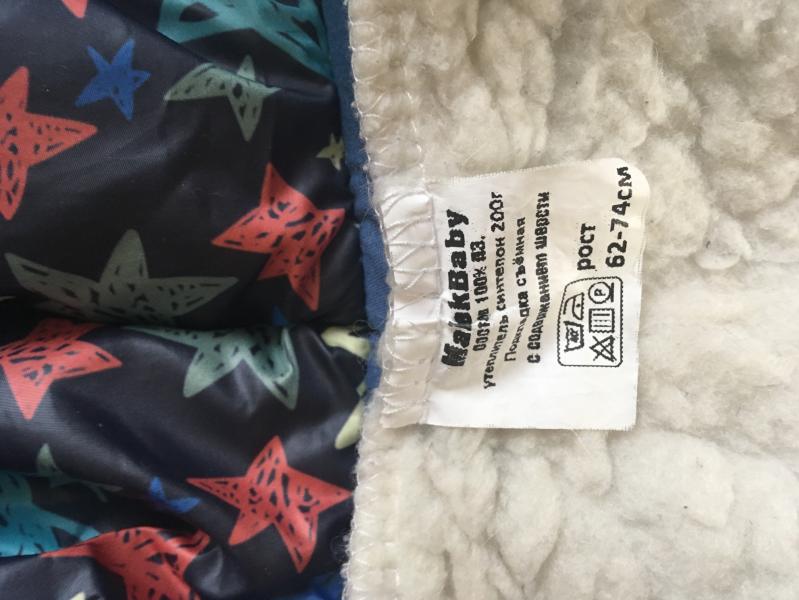 MalekBaby
состав 100% пэ.
утеплитель синтепон 200г
Подкладка съёмная
с содержанием шерсти
рост
62-74см